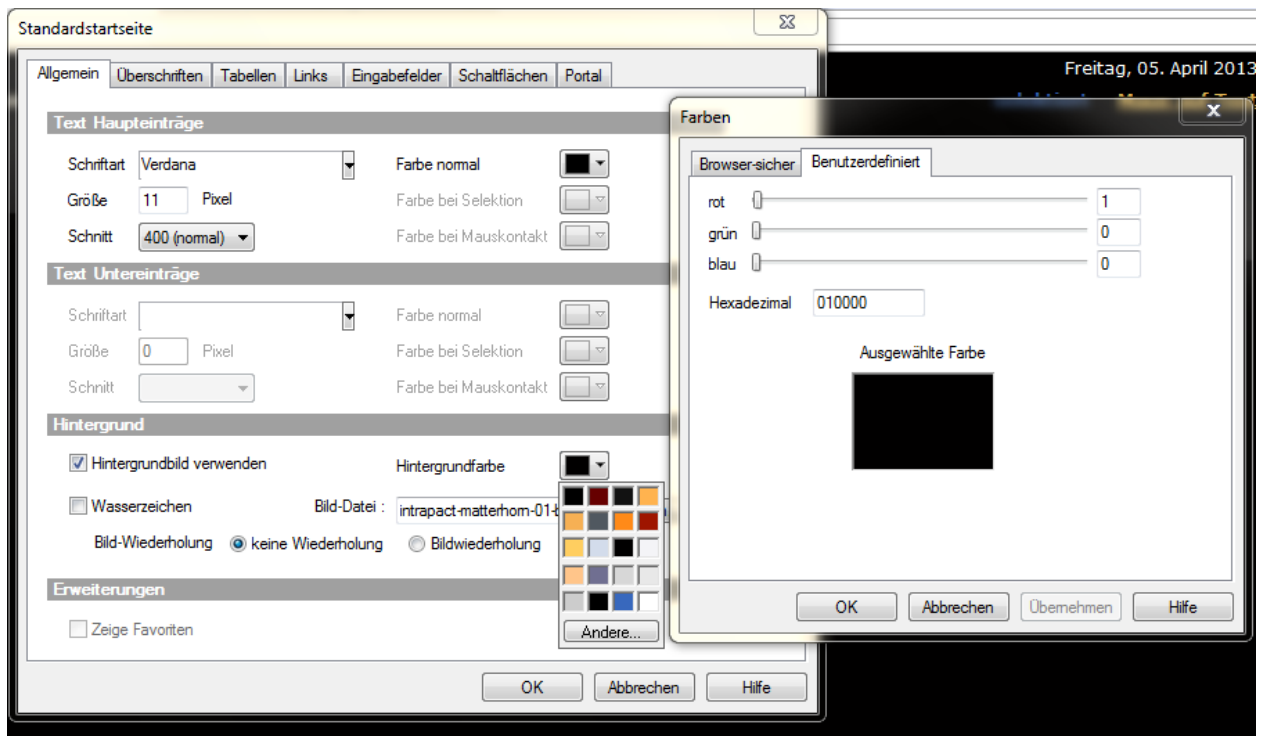 Standardstartseite
Allgemein Überschriften Tabellen Links Eingabefelder Schaltflächen Portal
Text Haupteinträge
Schriftart Verdana Farbe normal
Größe 11 Pixel Farbe bei Selektion
Schnitt 400 (normal) Farbe bei Mauskontakt
Text Untereinträge
Schriftart Farbe normal
Größe 0 Pixel Farbe bei Selektion
Schnitt Farbe bei Mauskontakt
Hintergrund
Hintergrundbild verwenden Hintergrundfarbe
Wasserzeichen Bild-Datei : intrapact-matterhorn-01-
Bild-Wiederholung keine Wiederholung Bildwiederholung
Erweiterungen
Zeige Favoriten
Andere...
OK Abbrechen Hilfe
Freitag, 05. April 2013
Farben
Browser-sicher Benutzerdefiniert
rot 1
grün 0
blau 0
Hexadezimal 010000
Ausgewählte Farbe
OK Abbrechen Übernehmen Hilfe